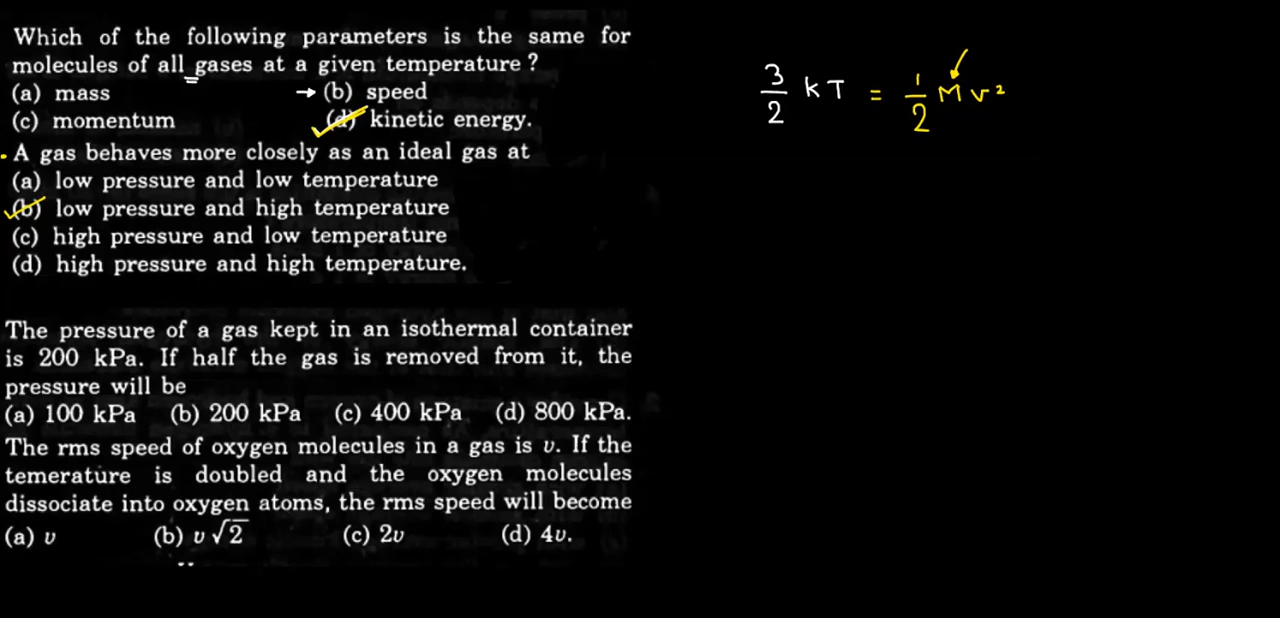 Which of the following parameters is the same for
molecules of all gases at a given temperature ?
(a) mass → (b) speed
(c) momentum (d) kinetic energy.
A gas behaves more closely as an ideal gas at
(a) low pressure and low temperature
(b) low pressure and high temperature
(c) high pressure and low temperature
(d) high pressure and high temperature.
The pressure of a gas kept in an isothermal container
is 200 kPa. If half the gas is removed from it, the
pressure will be
(a) 100 kPa (b) 200 kPa (c) 400 kPa (d) 800 kPa.
The rms speed of oxygen molecules in a gas is v. If the
temerature is doubled and the oxygen molecules
dissociate into oxygen atoms, the rms speed will become
(a) v (b) v √2 (c) 2v (d) 4v.
3/2 kT = 1/2 M v²